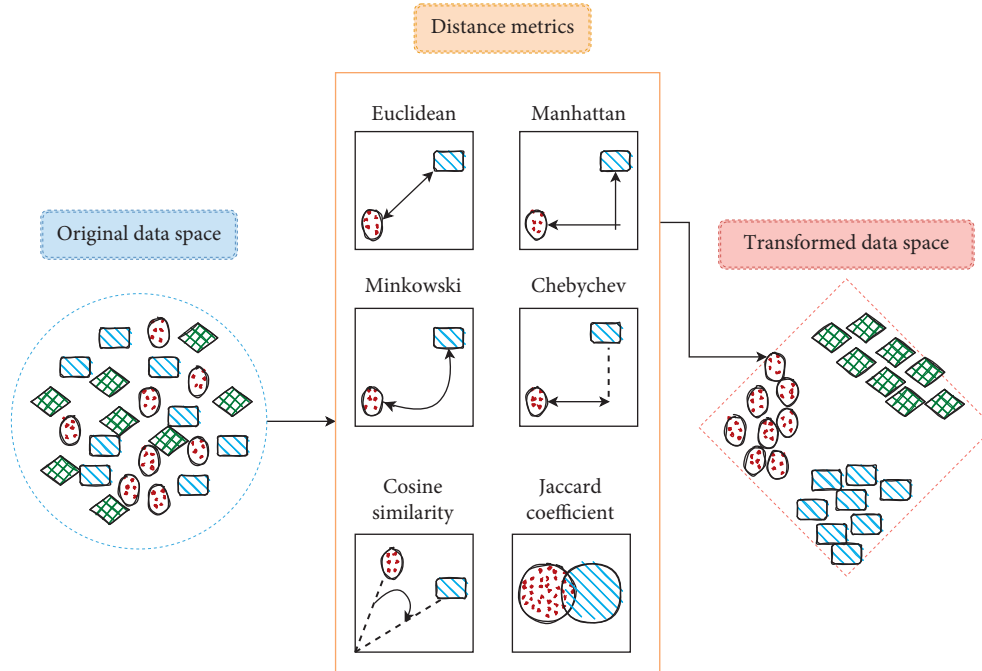 Distance metrics
Original data space
Euclidean
Manhattan
Minkowski
Chebychev
Cosine
similarity
Jaccard
coefficient
Transformed data space